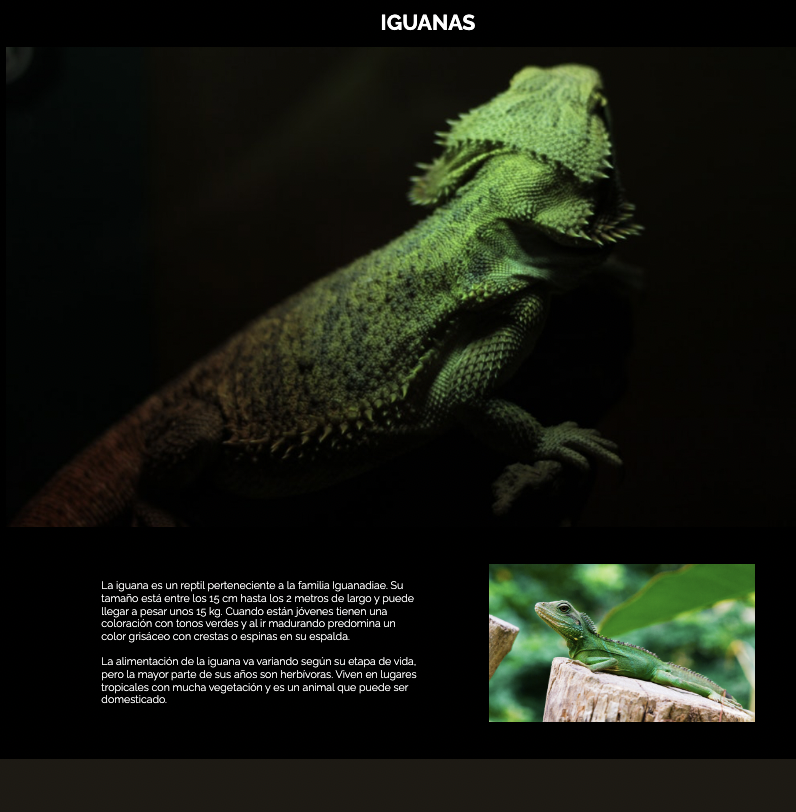 IGUANAS
La iguana es un reptil perteneciente a la familia Iguanadiae. Su
tamaño está entre los 15 cm hasta los 2 metros de largo y puede
llegar a pesar unos 15 kg. Cuando están jóvenes tienen una
coloración con tonos verdes y al ir madurando predomina un
color grisáceo con crestas o espinas en su espalda.
La alimentación de la iguana va variando según su etapa de vida,
pero la mayor parte de sus años son herbívoras. Viven en lugares
tropicales con mucha vegetación y es un animal que puede ser
domesticado.